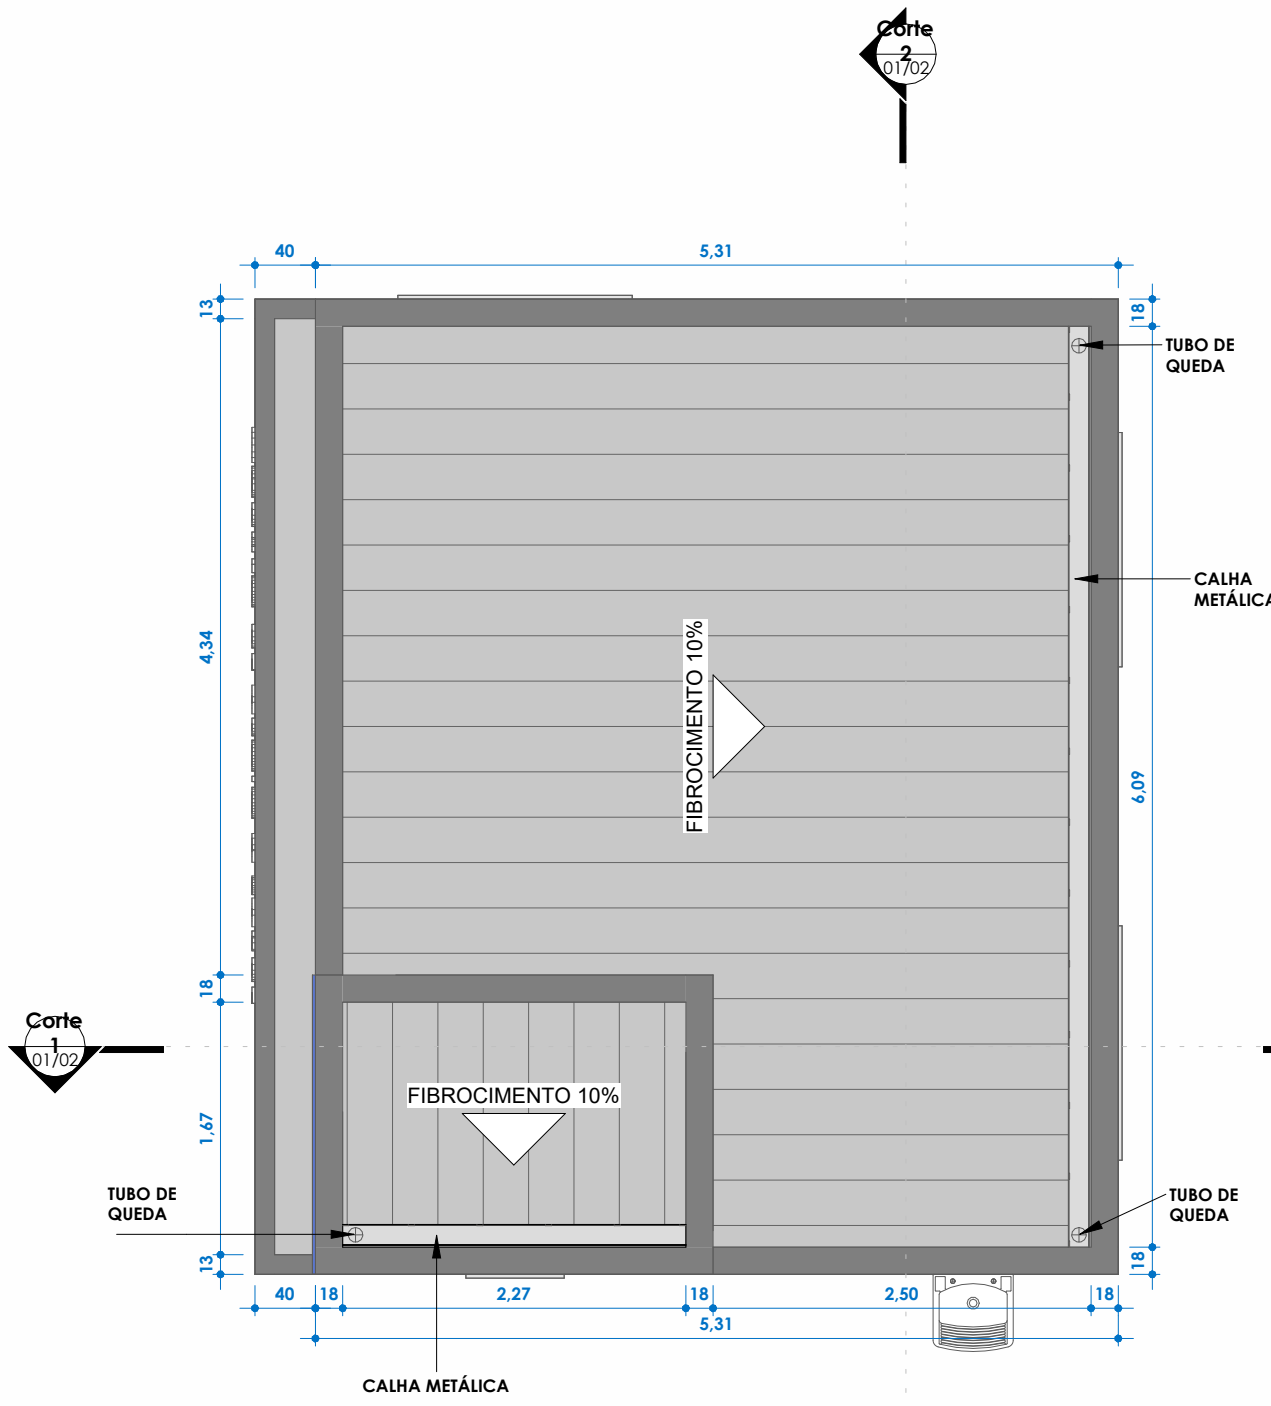 Corte
2
01/02
40
5,31
13
18
TUBO DE
QUEDA
CALHA
4,34
FIBROCIMENTO 10%
6,09
18
Corte
1
01/02
FIBROCIMENTO 10%
1,67
TUBO DE
QUEDA
TUBO DE
QUEDA
13
18
40
18
2,27
18
2,50
18
5,31
CALHA METÁLICA